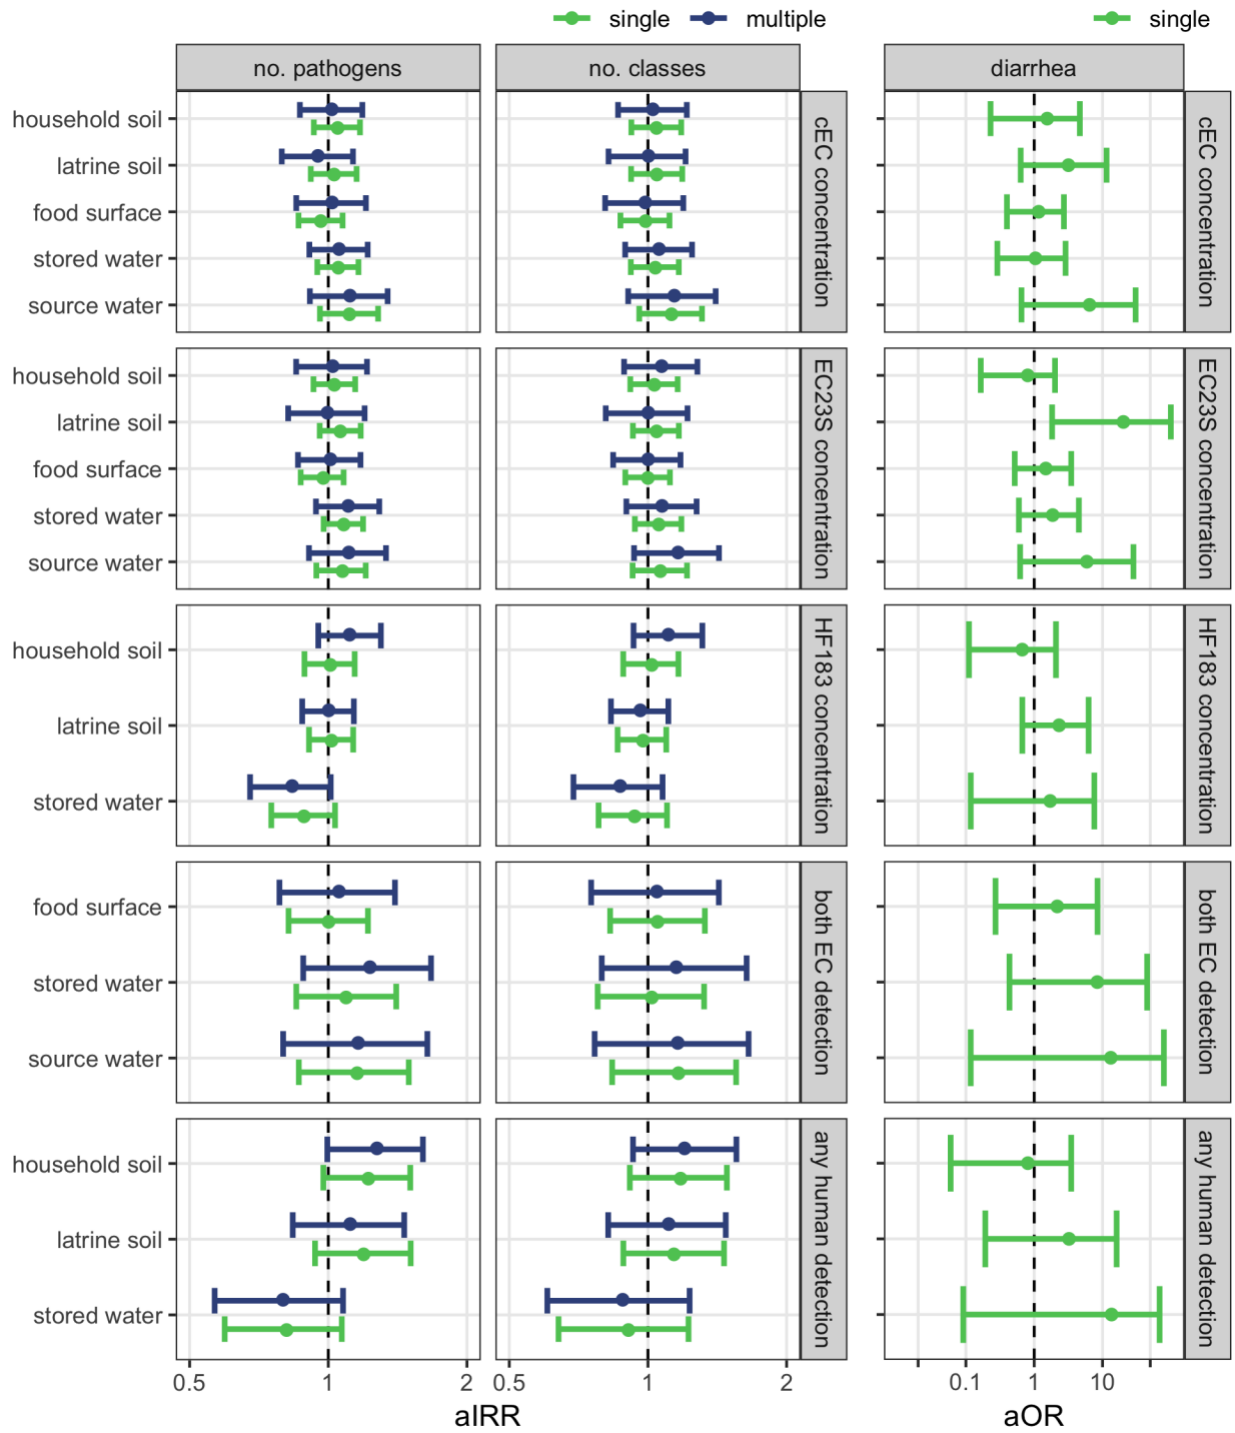 single multiple single
no. pathogens no. classes diarrhea
household soil
latrine soil
food surface
stored water
source water
cEC concentration
cEC concentration
household soil
latrine soil
food surface
stored water
source water
EC23S concentration
EC23S concentration
household soil
latrine soil
stored water
HF183 concentration
HF183 concentration
food surface
stored water
source water
both EC detection
both EC detection
household soil
latrine soil
stored water
any human detection
any human detection
0.5 1 2 0.5 1 2 0.1 1 10
aIRR aOR